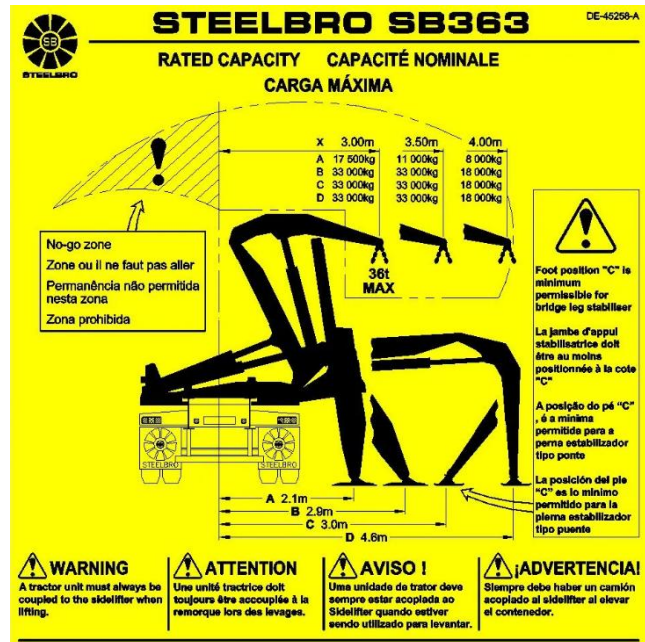 STEELBRO SB363
DE-45258-A
SB
STEELBRO
RATED CAPACITY CAPACITÉ NOMINALE
CARGA MÁXIMA
X 3.00m 3.50m 4.00m
A 17 500kg 11 000kg 8 000kg
B 33 000kg 33 000kg 18 000kg
C 33 000kg 33 000kg 18 000kg
D 33 000kg 33 000kg 18 000kg
!
No-go zone
Zone ou il ne faut pas aller
Permanência não permitida
nesta zona
Zona prohibida
36t
MAX
!
Foot position "C" is
minimum
permissible for
bridge leg stabiliser
La jambe d'appui
stabilisatrice doit
être au moins
positionnée à la cote
"C"
A posição do pé "C"
, é a mínima
permitida para a
perna estabilizador
tipo ponte
La posición del pie
"C" es lo minimo
permitido para la
pierna estabilizador
tipo puente
STEELBRO STEELBRO
A 2.1m
B 2.9m
C 3.0m
D 4.6m
! WARNING
A tractor unit must always be
coupled to the sidelifter when
lifting.
! ATTENTION
Une unité tractrice doit
toujours être accouplée à la
remorque lors des levages.
! AVISO !
Uma unidade de trator deve
sempre estar acoplada ao
Sidelifter quando estiver
sendo utilizado para levantar.
! ¡ADVERTENCIA!
Siempre debe haber un camión
acoplado al sidelifter al elevar
el contenedor.